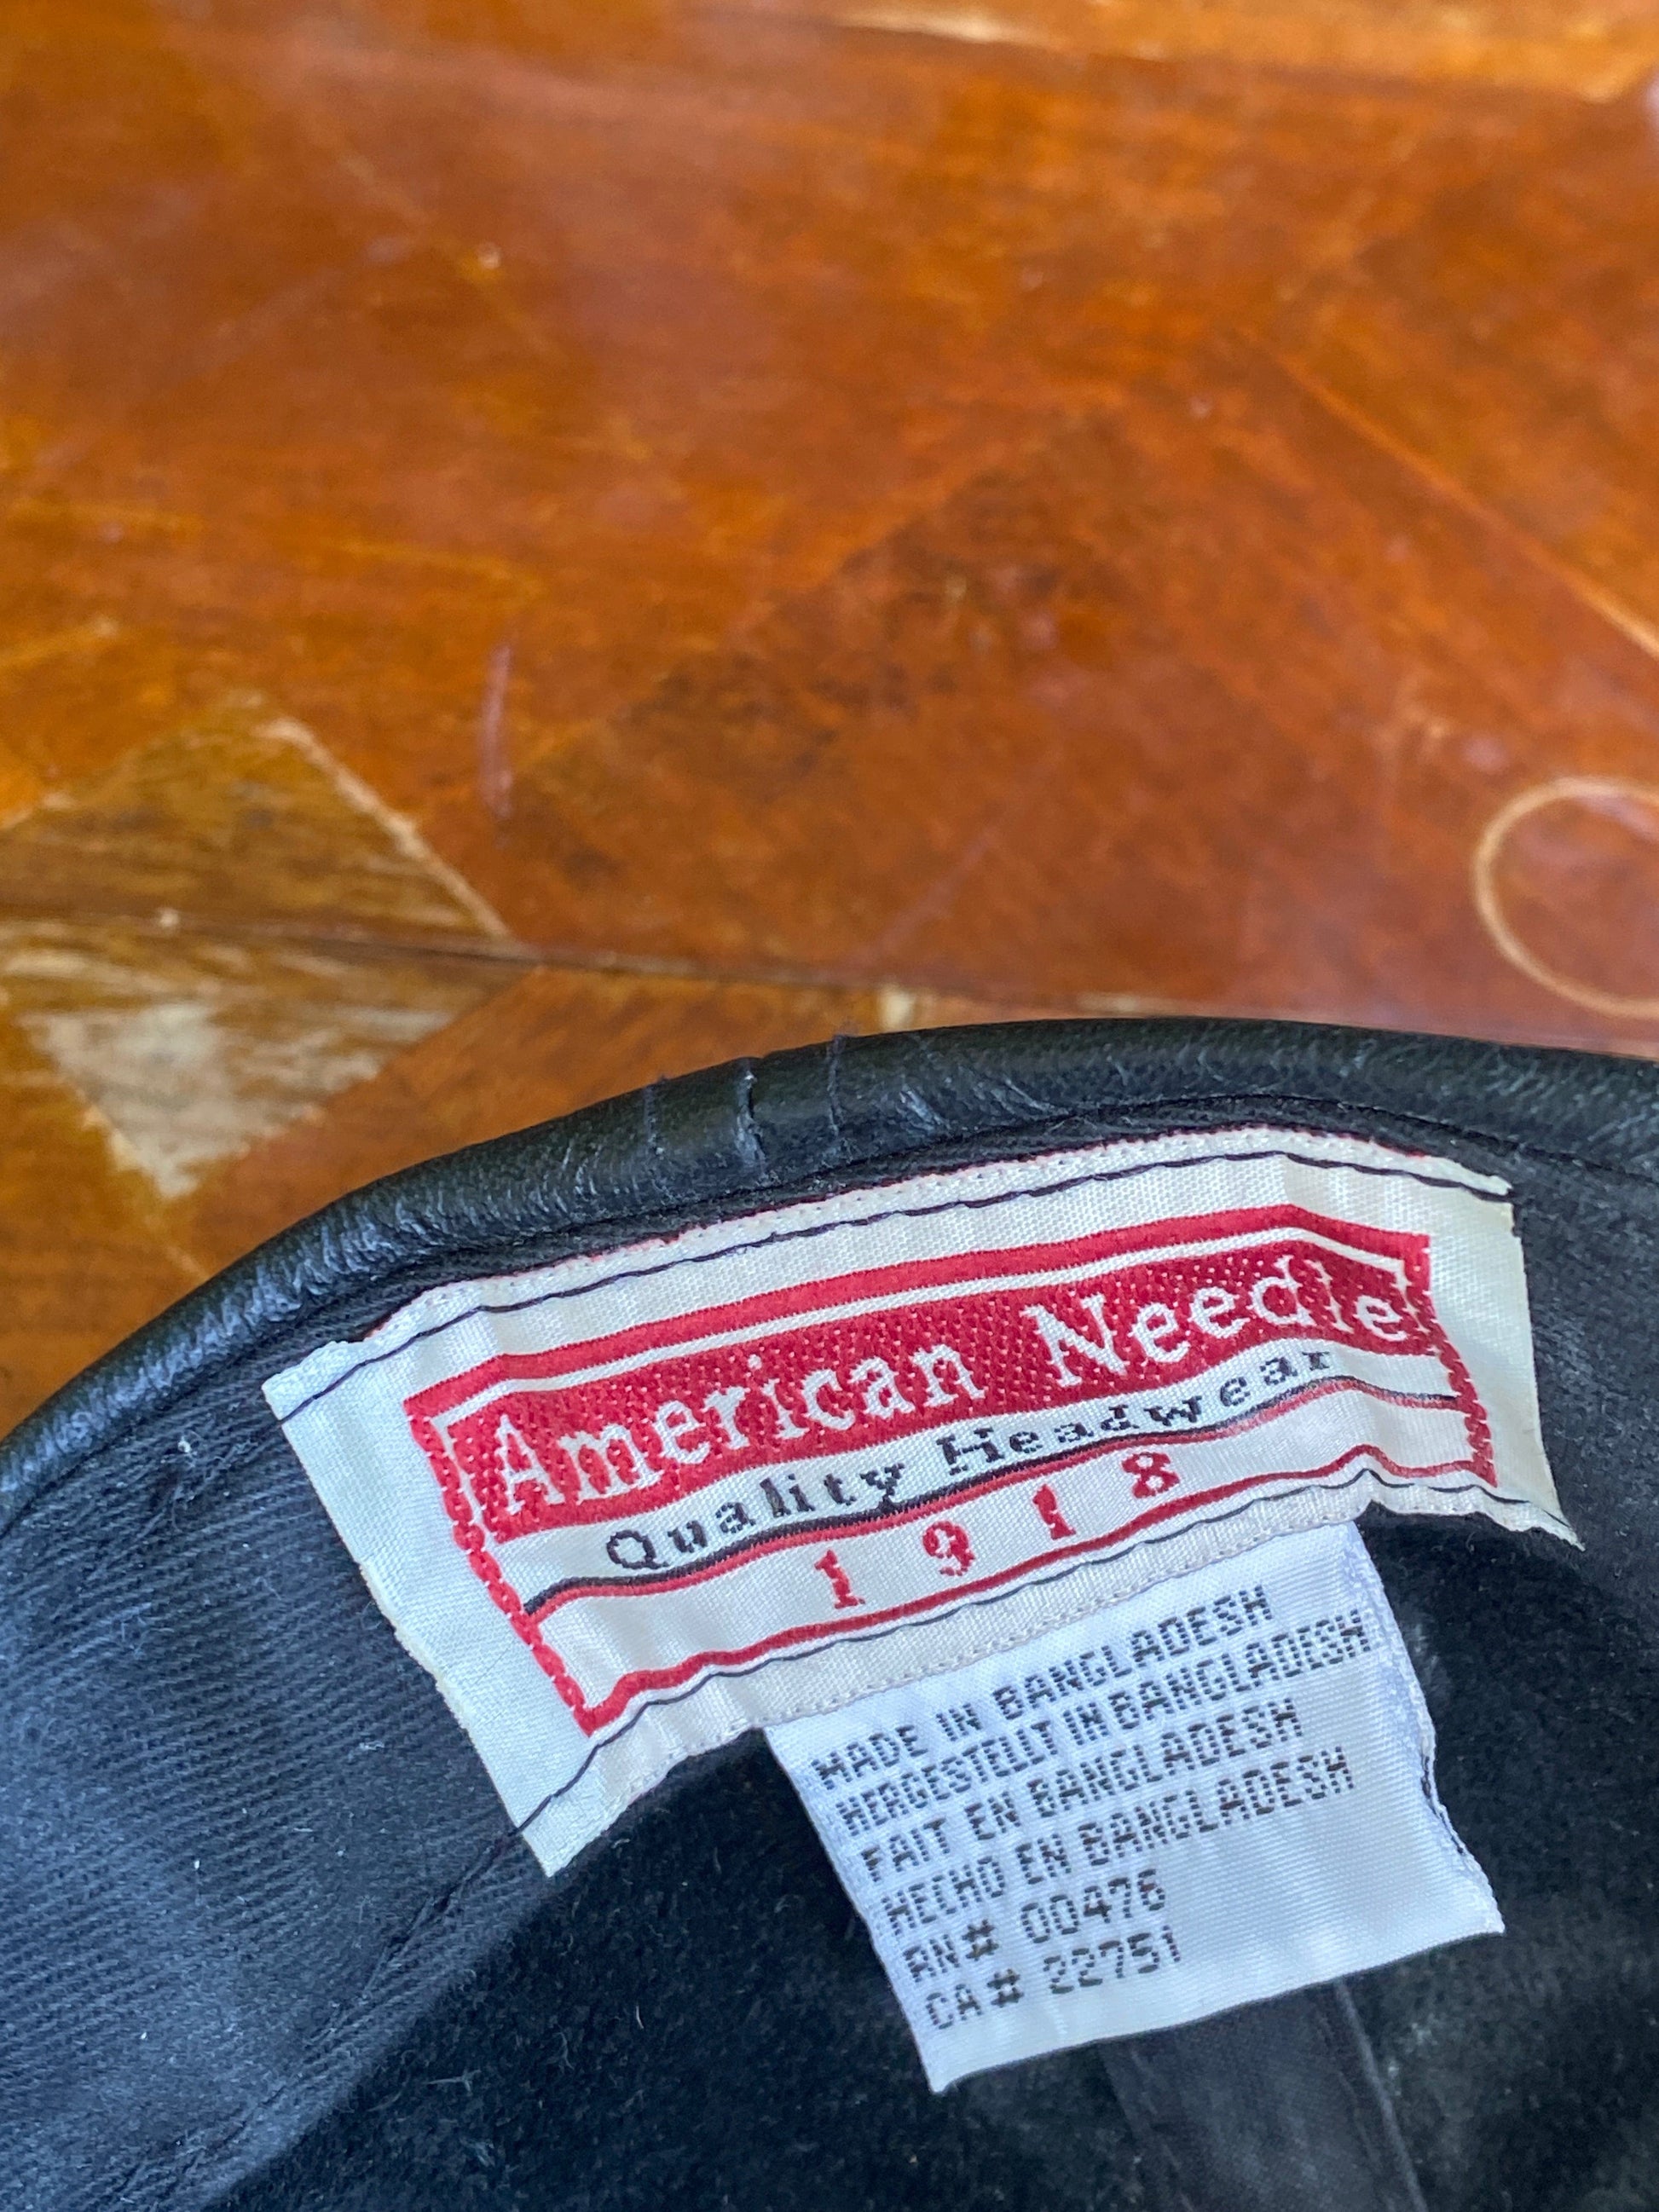 American Needle
Quality Headwear
1918
MADE IN BANGLADESH
HERGESTELLT IN BANGLADESH
FAIT EN BANGLADESH
HECHO EN BANGLADESH
RN# 00476
CA# 22751